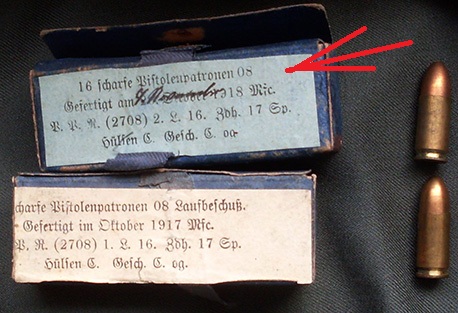 16 scharfe Pistolenpatronen 08
Gefertigt am 918 Mfc.
P. P. R. (2708) 2. L. 16. Zdh. 17 Sp.
Hülsen C. Gesch. C. og
charfe Pistolenpatronen 08 Laufbeschuß.
Gefertigt im Oktober 1917 Mfc.
P. R. (2708) 1. L. 16. Zdh. 17 Sp.
Hülsen C. Gesch. C. og.